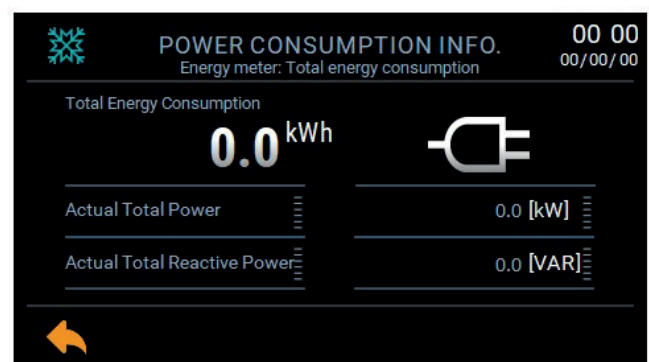 POWER CONSUMPTION INFO.
00 00
Energy meter: Total energy consumption
00/00/00
Total Energy Consumption
0.0 kWh
Actual Total Power 0.0 [kW]
Actual Total Reactive Power 0.0 [VAR]